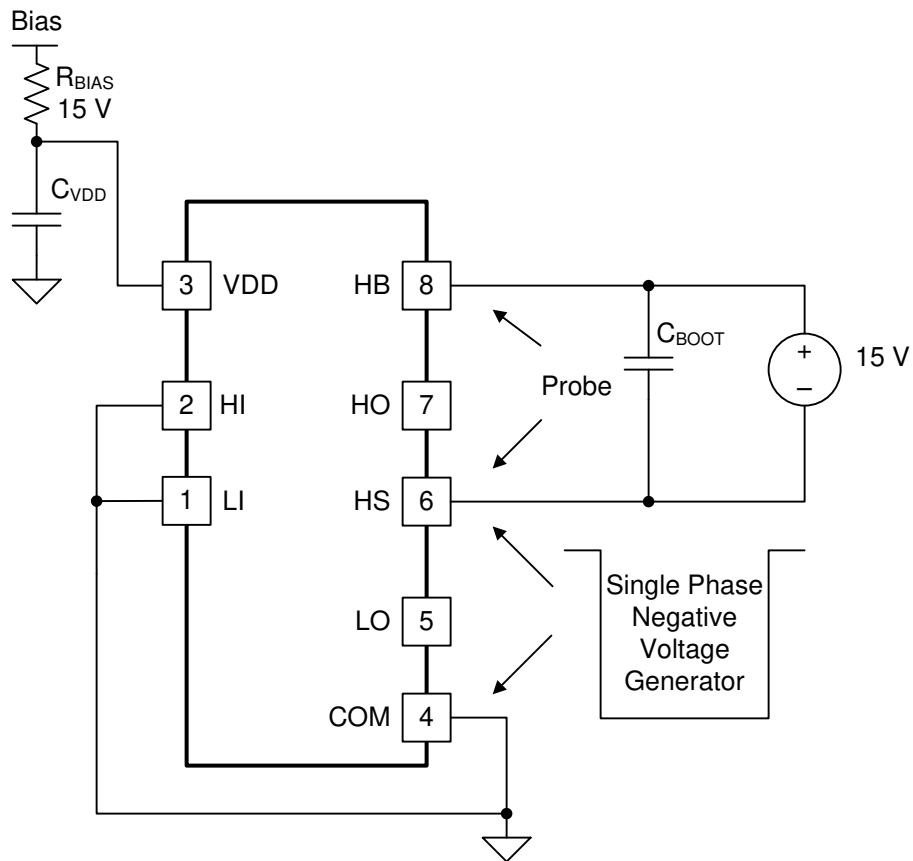 Bias
RBIAS
15 V
CVDD
3 VDD
HB 8
CBOOT
15 V
+
–
Probe
2 HI
HO 7
1 LI
HS 6
Single Phase
Negative
Voltage
Generator
LO 5
COM 4